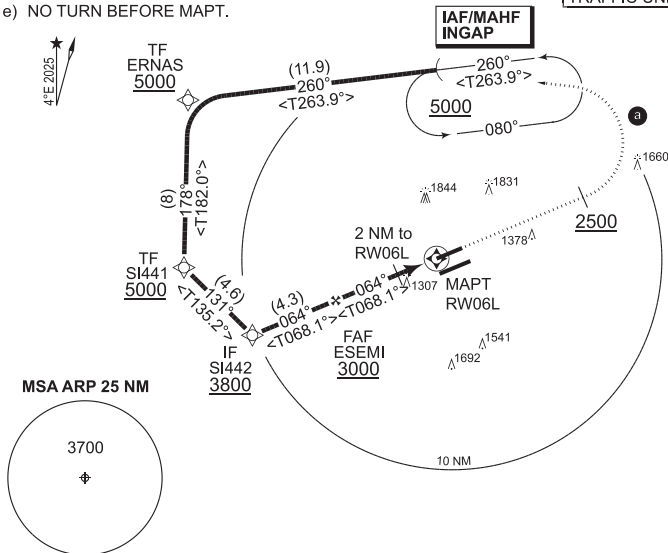 e) NO TURN BEFORE MAPT.
4°E 2025
TF
ERNAS
5000
(11.9)
260°
<T263.9°>
IAF/MAHF
INGAP
260°
<T263.9°>
5000
080°
a
1660
1844
1831
2500
1378
(8)
178°
<T182.0°>
2 NM to
RW06L
TF
SI441
5000
(4.6)
131°
<T135.2°>
(4.3)
064°
<T068.1°>
064°
<T068.1°>
1307
MAPT
RW06L
IF
SI442
3800
FAF
ESEMI
3000
1541
1692
MSA ARP 25 NM
3700
10 NM